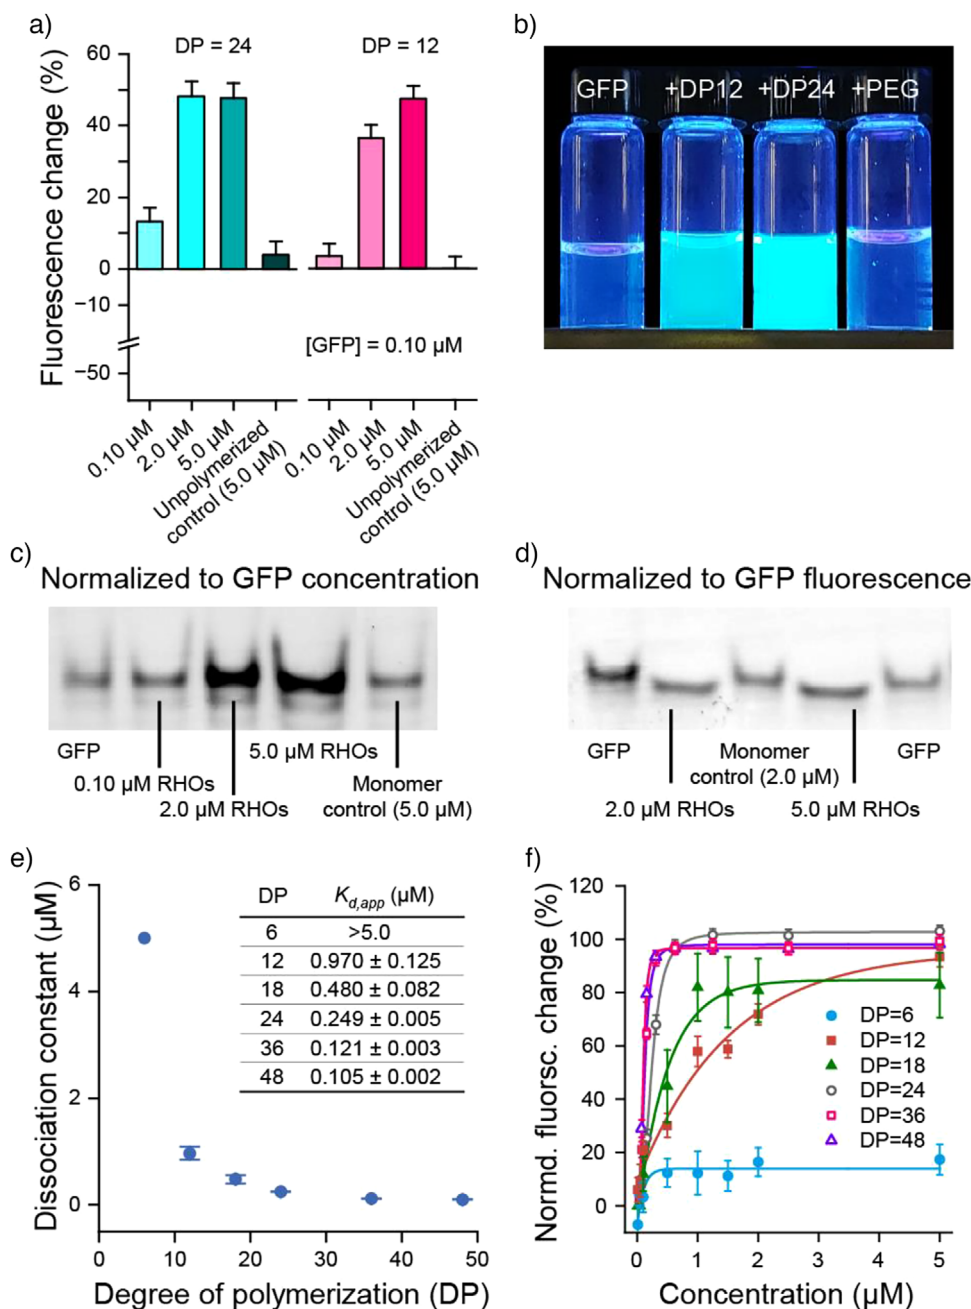 a)
DP = 24
DP = 12
Fluorescence change (%)
60
40
20
0
−10
−50
[GFP] = 0.10 µM
0.10 µM
2.0 µM
5.0 µM
Unpolymerized
control (5.0 µM)
0.10 µM
2.0 µM
5.0 µM
Unpolymerized
control (5.0 µM)
b)
GFP +DP12 +DP24 +PEG
c)
Normalized to GFP concentration
GFP
0.10 µM RHOs
2.0 µM RHOs
5.0 µM RHOs
Monomer
control (5.0 µM)
d)
Normalized to GFP fluorescence
GFP
2.0 µM RHOs
Monomer
control (2.0 µM)
5.0 µM RHOs
GFP
e)
Dissociation constant (µM)
6
4
2
0
DP Kd,app (µM)
6 >5.0
12 0.970 ± 0.125
18 0.480 ± 0.082
24 0.249 ± 0.005
36 0.121 ± 0.003
48 0.105 ± 0.002
0 10 20 30 40 50
Degree of polymerization (DP)
f)
Normd. fluorsc. change (%)
120
100
80
60
40
20
0
DP=6
DP=12
DP=18
DP=24
DP=36
DP=48
0 1 2 3 4 5
Concentration (µM)